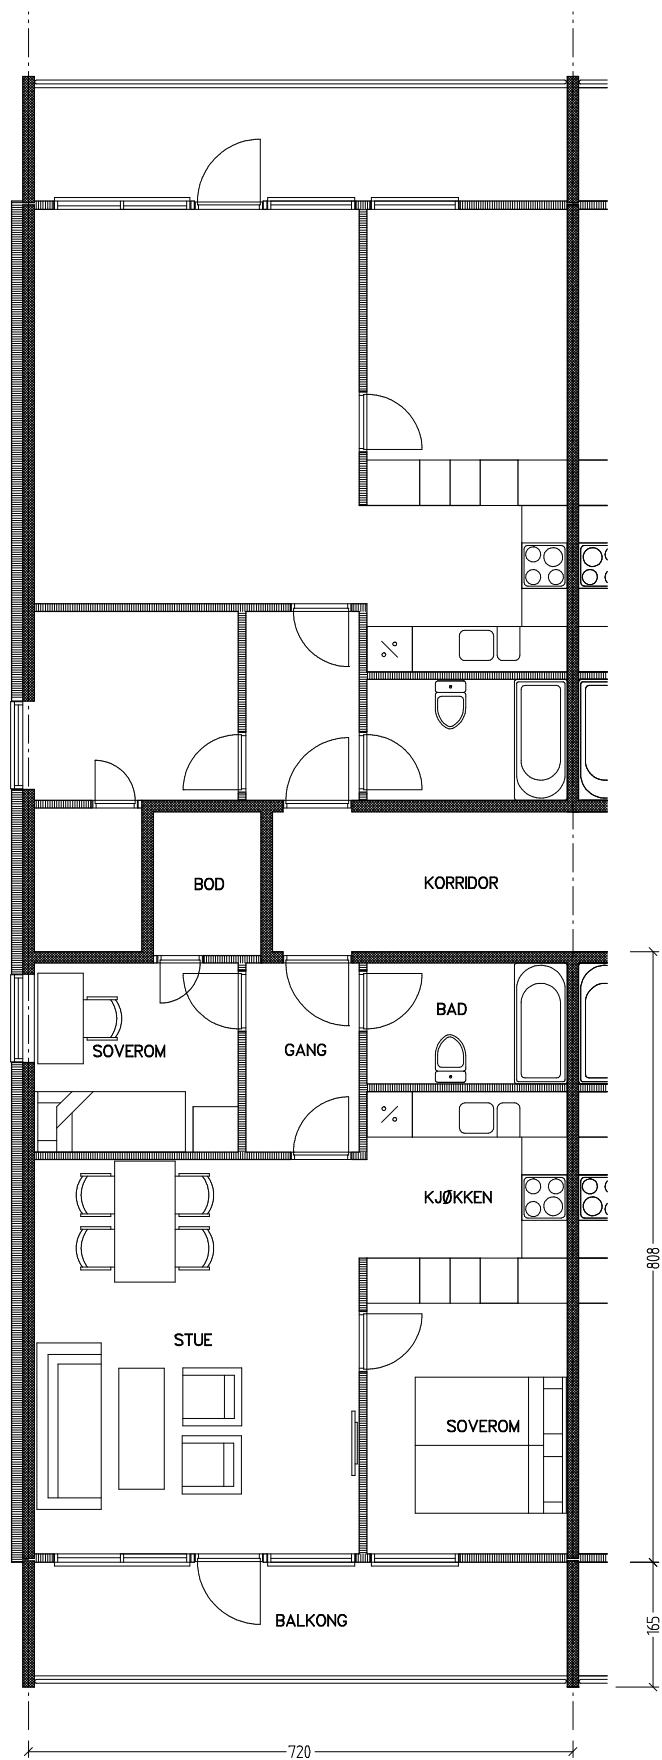 BOD
KORRIDOR
BAD
SOVEROM
GANG
KJØKKEN
808
STUE
SOVEROM
BALKONG
165
720